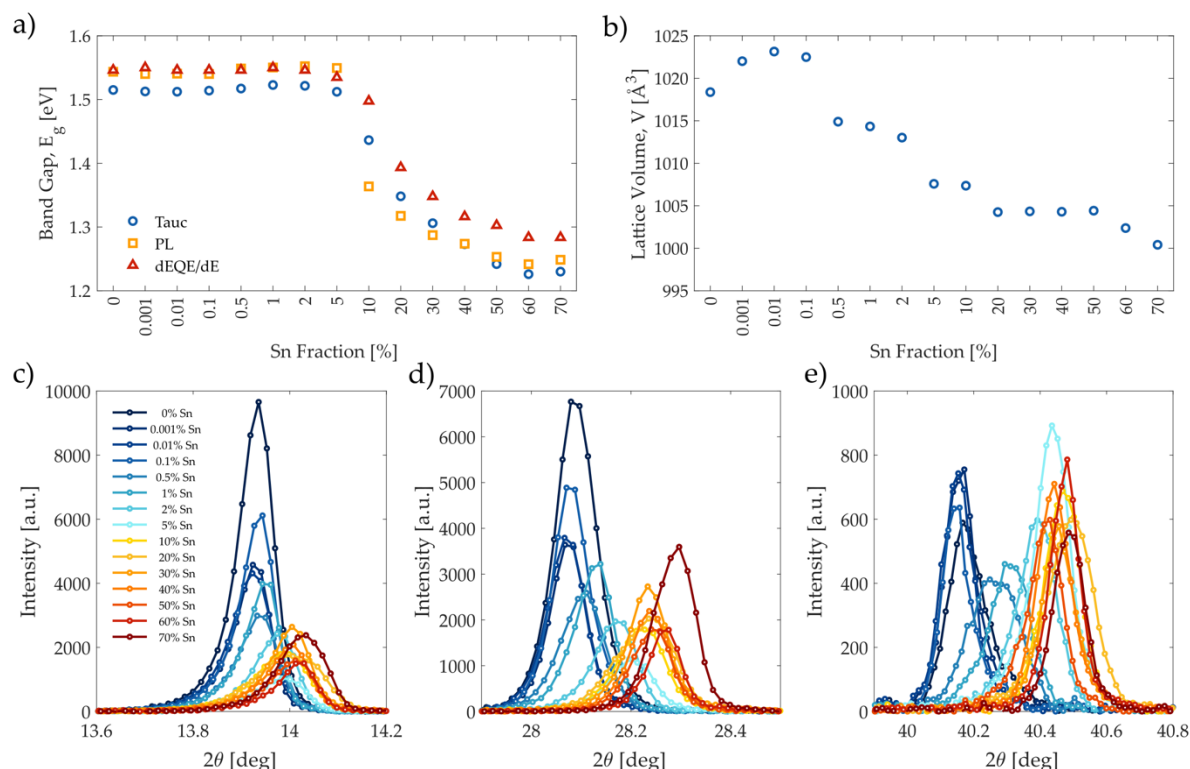 a)
1.6
1.5
1.4
1.3
1.2
Band Gap, E_g [eV]
Tauc
PL
dEQE/dE
0
0.001
0.01
0.1
0.5
1
2
5
10
20
30
40
50
60
70
Sn Fraction [%]
b)
1025
1020
1015
1010
1005
1000
995
Lattice Volume, V [Å³]
0
0.001
0.01
0.1
0.5
1
2
5
10
20
30
40
50
60
70
Sn Fraction [%]
c)
10000
8000
6000
4000
2000
0
Intensity [a.u.]
0% Sn
0.001% Sn
0.01% Sn
0.1% Sn
0.5% Sn
1% Sn
2% Sn
5% Sn
10% Sn
20% Sn
30% Sn
40% Sn
50% Sn
60% Sn
70% Sn
13.6
13.8
14
14.2
2θ [deg]
d)
7000
6000
5000
4000
3000
2000
1000
0
Intensity [a.u.]
28
28.2
28.4
2θ [deg]
e)
1000
800
600
400
200
0
Intensity [a.u.]
40
40.2
40.4
40.6
40.8
2θ [deg]